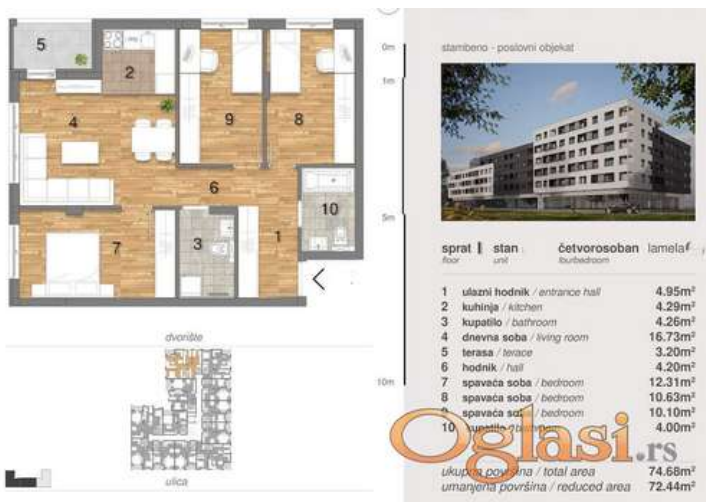 5
2
4
9
8
6
7
3
1
10
dvorište
ulica
0m
1m
5m
10m
stambeno - poslovni objekat
sprat stan četvorosoban lamela
floor unit fourbedroom
1 ulazni hodnik / entrance hall 4.95m²
2 kuhinja / kitchen 4.29m²
3 kupatilo / bathroom 4.26m²
4 dnevna soba / living room 16.73m²
5 terasa / terace 3.20m²
6 hodnik / hall 4.20m²
7 spavaća soba / bedroom 12.31m²
8 spavaća soba / bedroom 10.63m²
9 spavaća soba / bedroom 10.10m²
10 kupatilo / bathroom 4.00m²
Oglasi.rs
ukupna površina / total area 74.68m²
umanjena površina / reduced area 72.44m²